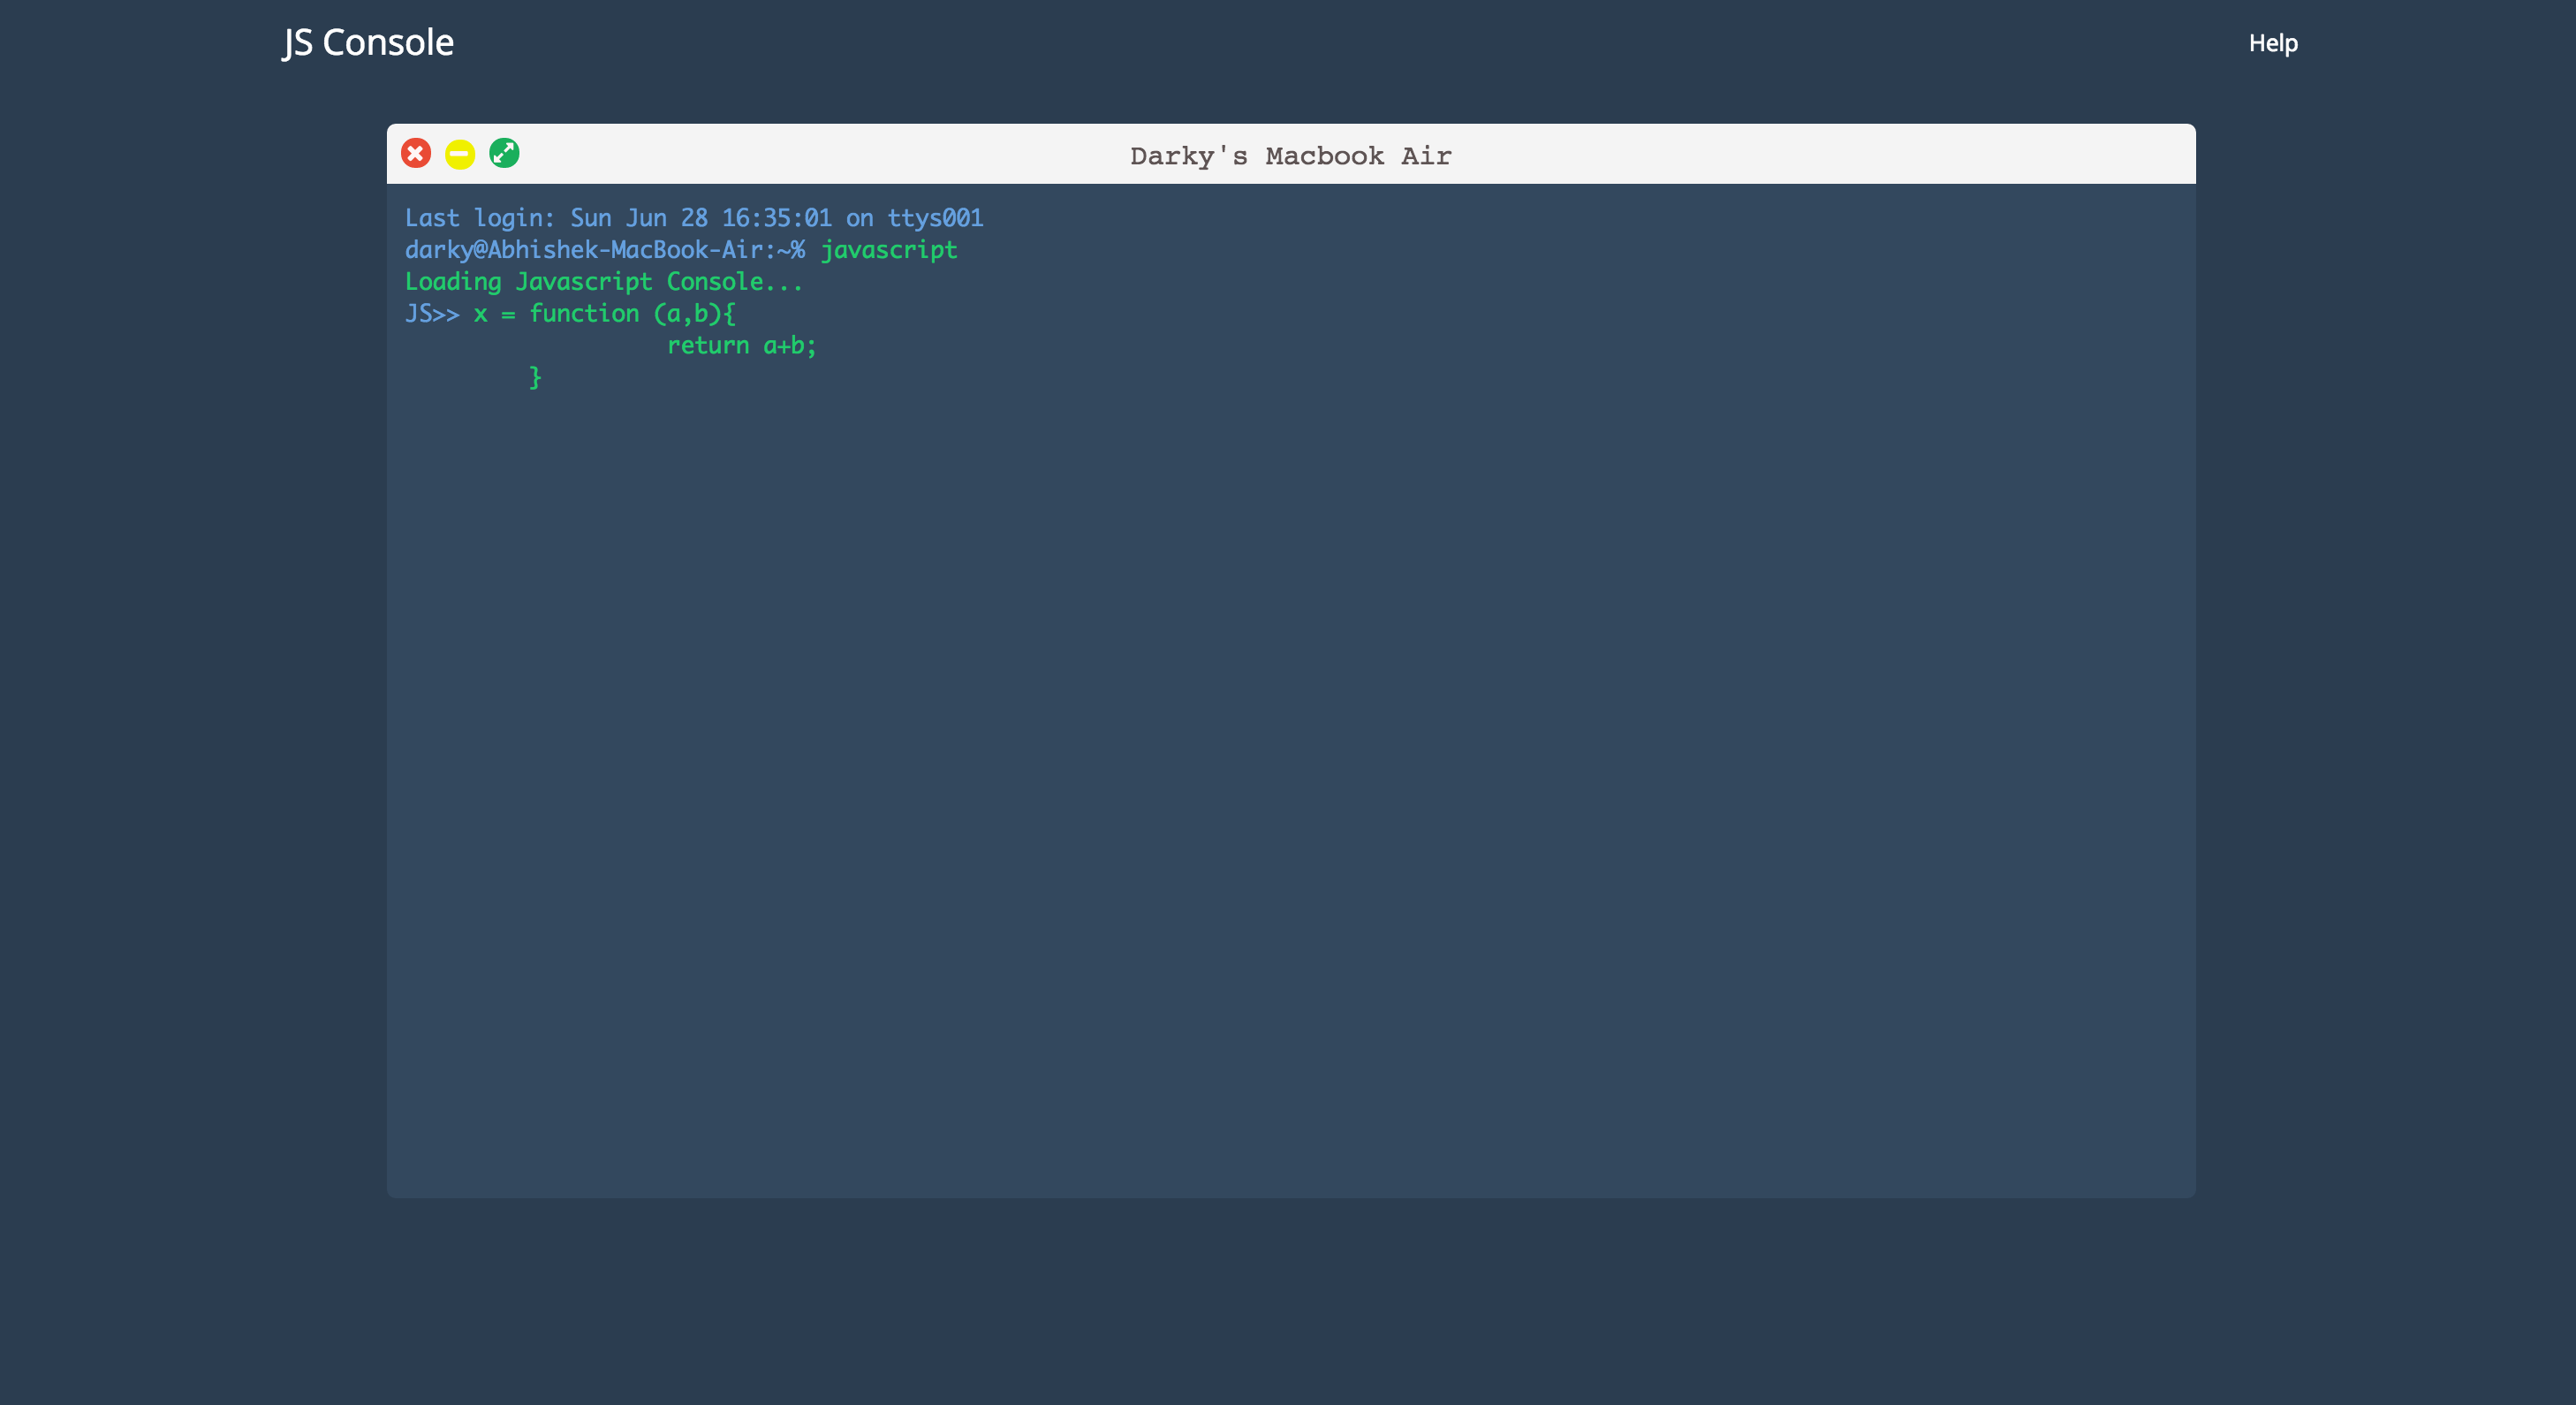 JS Console
Help
Darky's Macbook Air
Last login: Sun Jun 28 16:35:01 on ttys001
darky@Abhishek-MacBook-Air:~% javascript
Loading Javascript Console...
JS>> x = function (a,b){
return a+b;
}